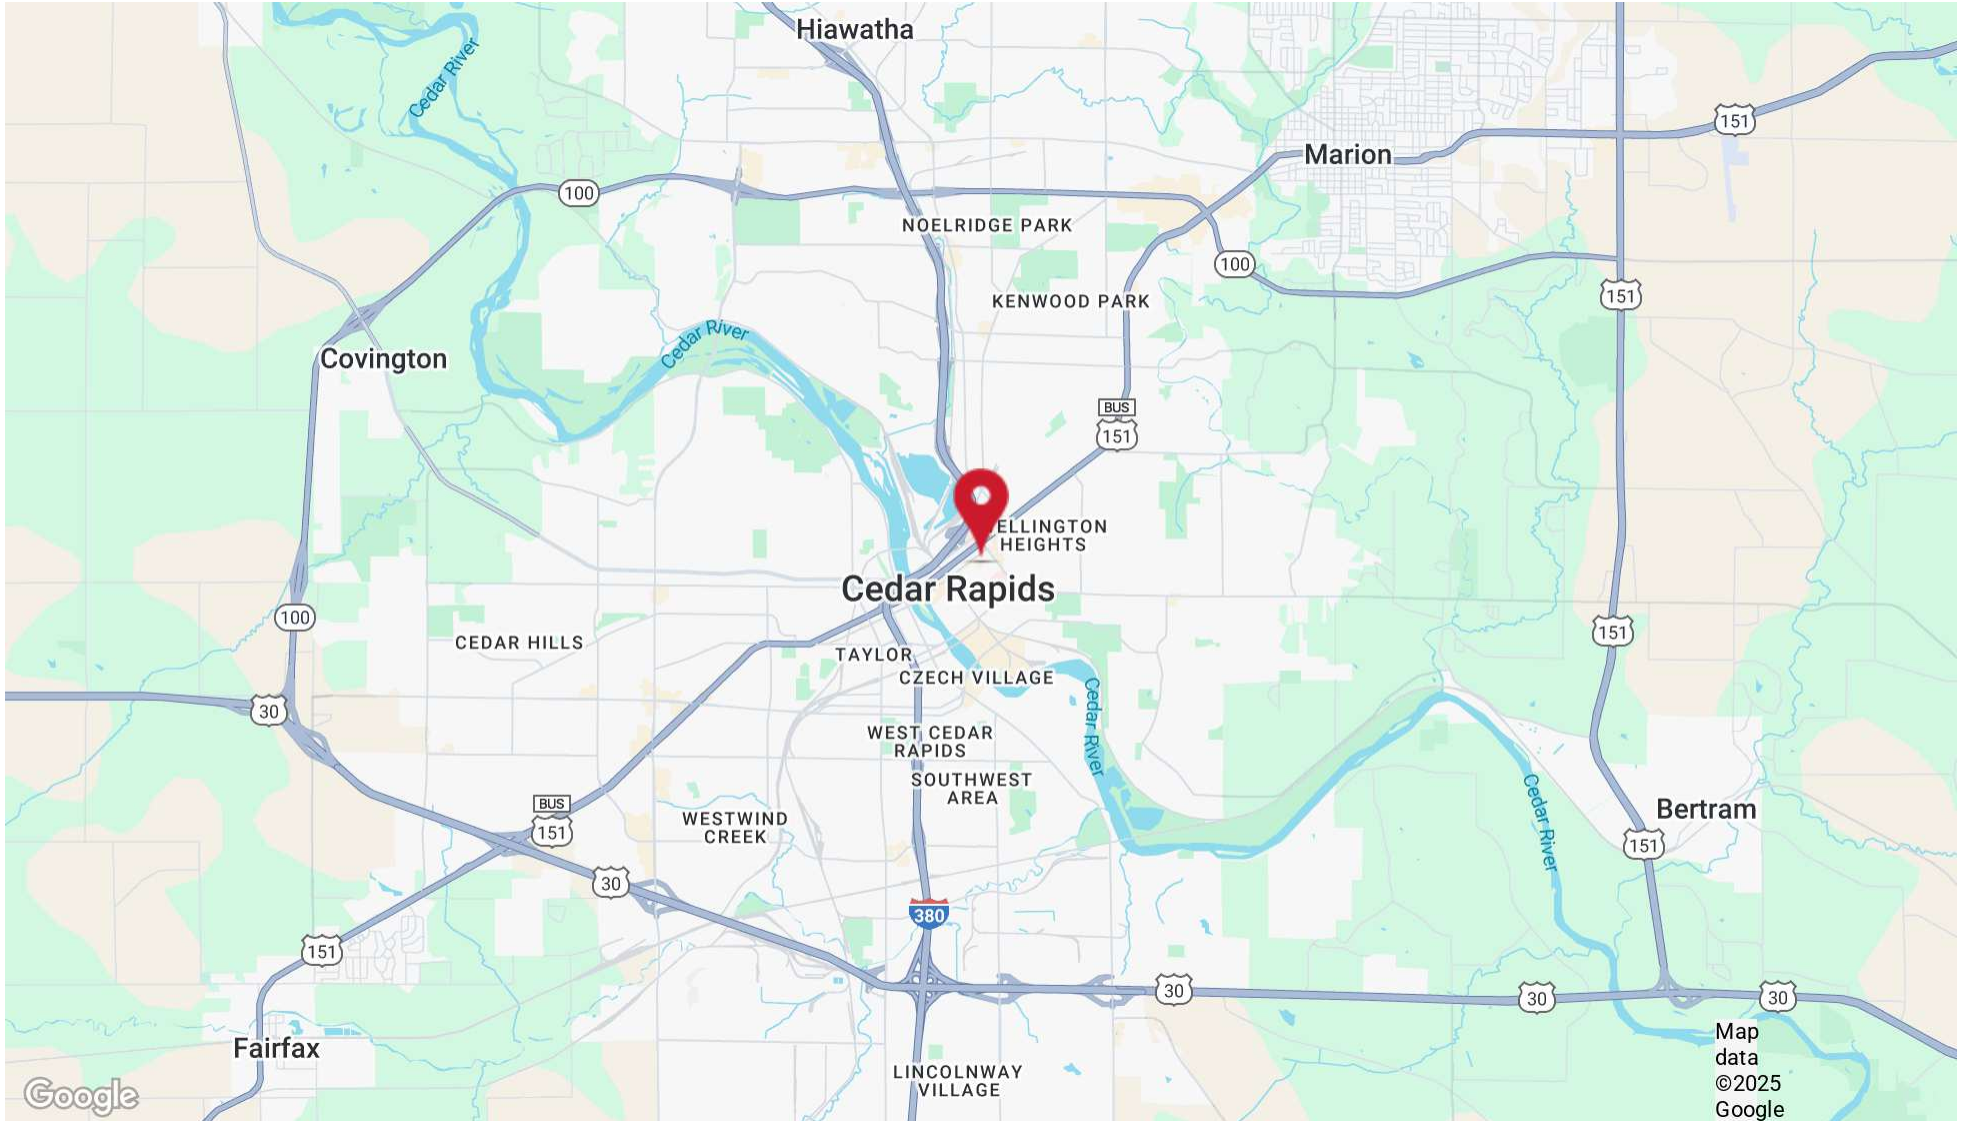 Hiawatha
Cedar River
151
Marion
100
NOELRIDGE PARK
100
KENWOOD PARK
151
Cedar River
Covington
BUS
151
ELLINGTON
HEIGHTS
Cedar Rapids
100
151
CEDAR HILLS
TAYLOR
CZECH VILLAGE
Cedar River
30
WEST CEDAR
RAPIDS
SOUTHWEST
AREA
Cedar River
BUS
151
WESTWIND
CREEK
Bertram
151
30
380
151
30
30
30
Fairfax
LINCOLNWAY
VILLAGE
Google
Map
data
©2025
Google